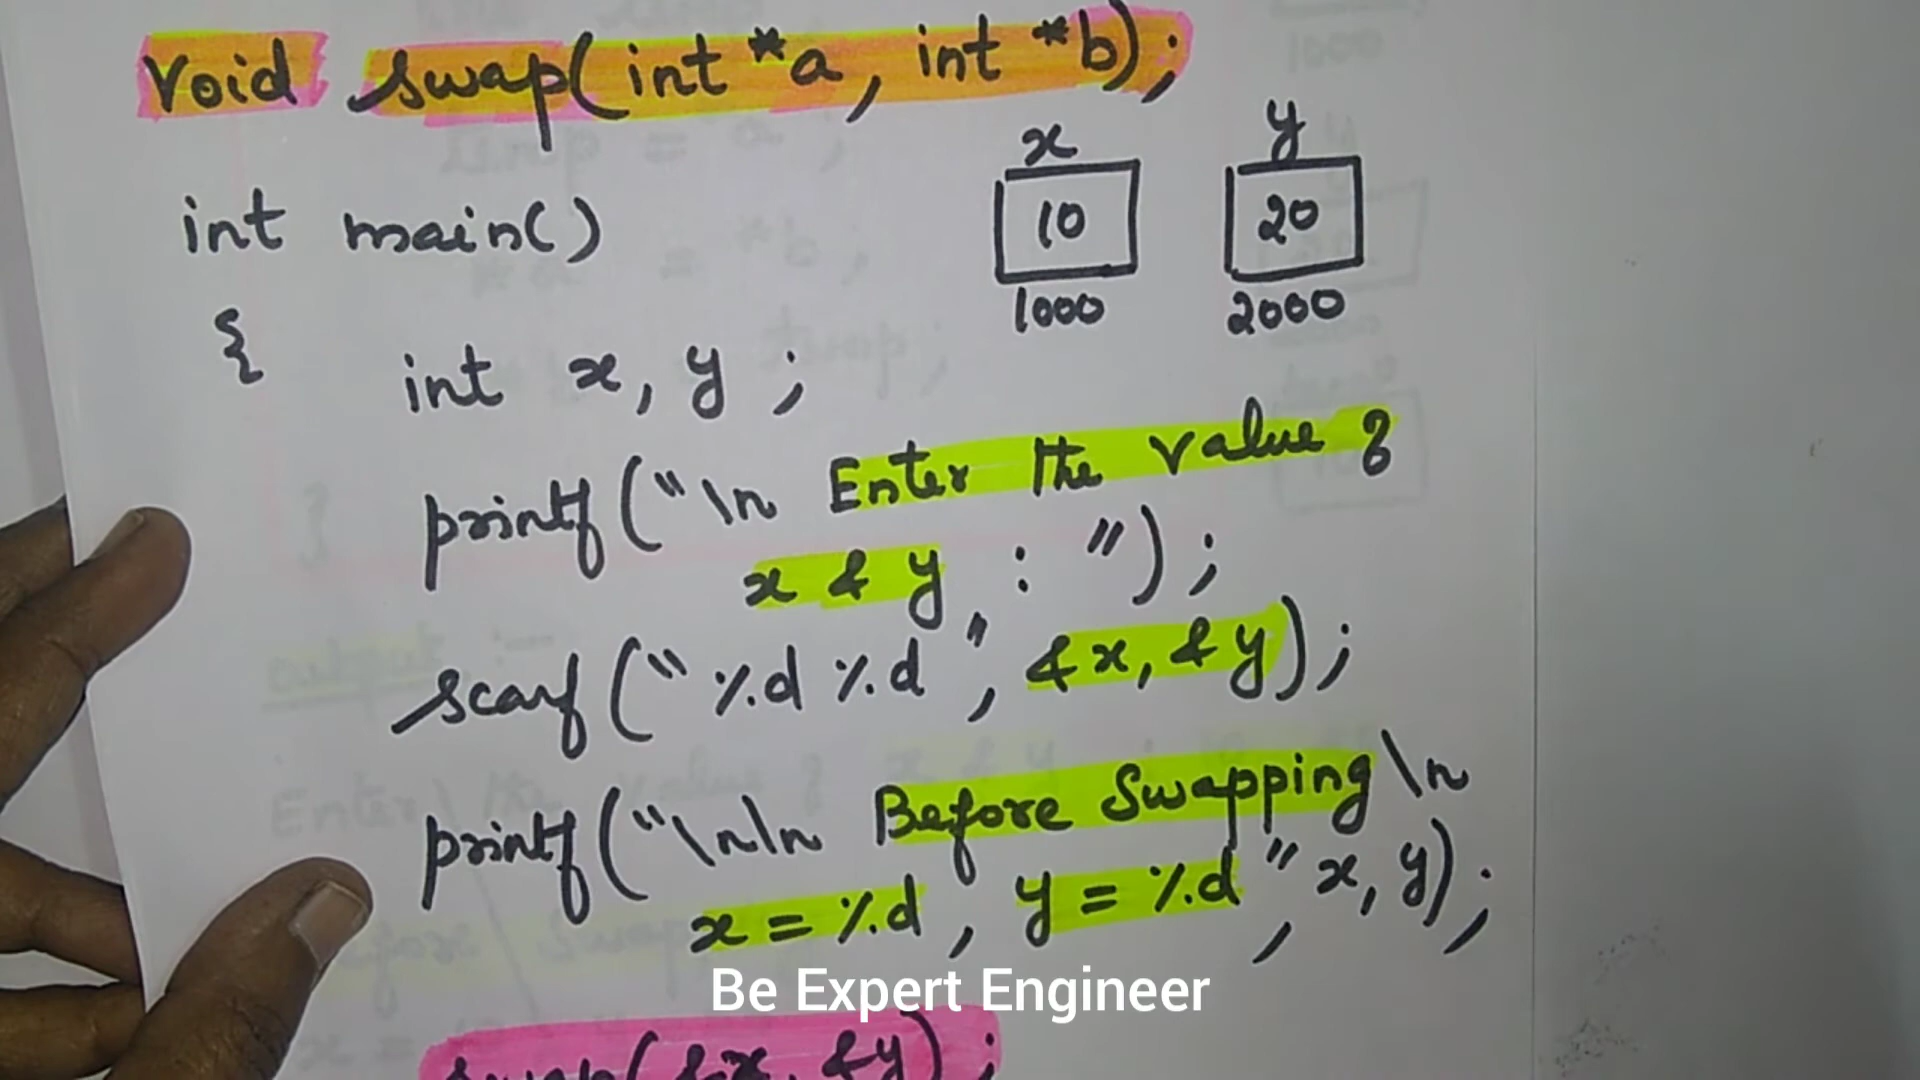 void swap(int *a, int *b);
x y
int main()
10 20
1000 2000
{
int x, y ;
printf("\n Enter the value of
x & y : ");
scanf("%d %d", &x, &y);
printf("\n\n Before Swapping \n
x = %d, y = %d", x, y);
Be Expert Engineer
swap(&x, &y);